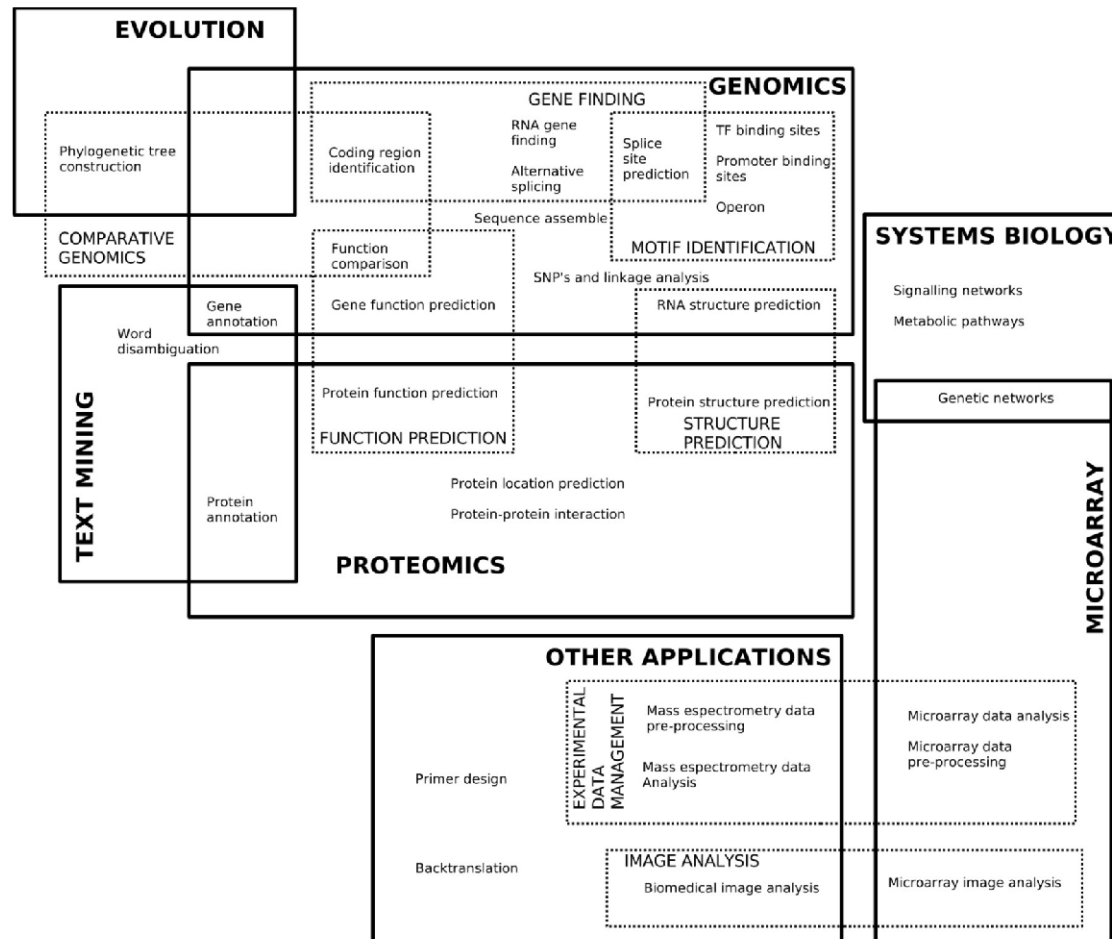 EVOLUTION
GENOMICS
GENE FINDING
RNA gene
finding
Alternative
splicing
Splice
site
prediction
TF binding sites
Promoter binding
sites
Operon
Phylogenetic tree
construction
Coding region
identification
Sequence assemble
MOTIF IDENTIFICATION
COMPARATIVE
GENOMICS
Function
comparison
SNP's and linkage analysis
Gene
annotation
Gene function prediction
RNA structure prediction
SYSTEMS BIOLOGY
Signalling networks
Metabolic pathways
Genetic networks
Word
disambiguation
TEXT MINING
Protein function prediction
FUNCTION PREDICTION
Protein structure prediction
STRUCTURE
PREDICTION
Protein
annotation
Protein location prediction
Protein-protein interaction
PROTEOMICS
MICROARRAY
OTHER APPLICATIONS
EXPERIMENTAL
DATA
MANAGEMENT
Mass espectrometry data
pre-processing
Mass espectrometry data
Analysis
Microarray data analysis
Microarray data
pre-processing
Primer design
Backtranslation
IMAGE ANALYSIS
Biomedical image analysis
Microarray image analysis